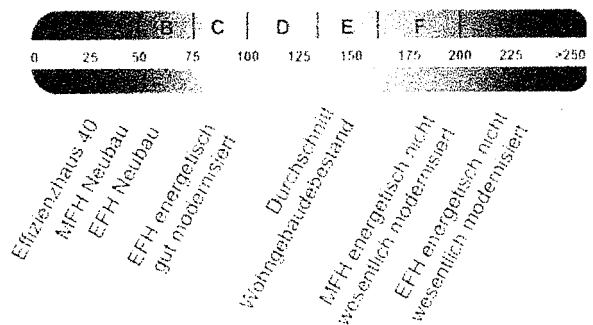 B C D E F
0 25 50 75 100 125 150 175 200 225 >250
Effizienzhaus 40
MFH Neubau
EFH Neubau
EFH energetisch
gut modernisiert
Durchschnitt
Wohngebäudebestand
MFH energetisch nicht
wesentlich modernisiert
EFH energetisch nicht
wesentlich modernisiert